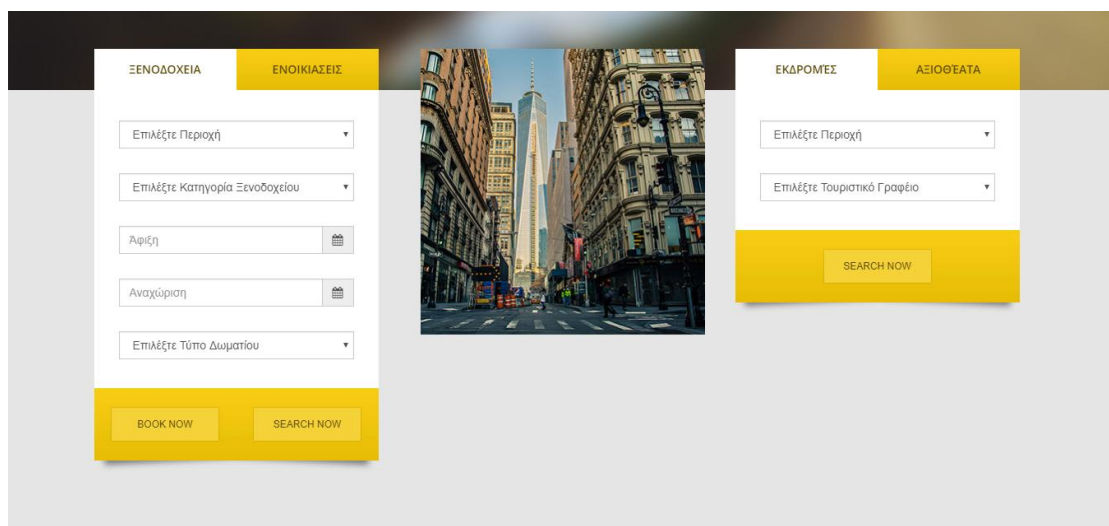 ΞΕΝΟΔΟΧΕΙΑ
ΕΝΟΙΚΙΑΣΕΙΣ
Επιλέξτε Περιοχή
Επιλέξτε Κατηγορία Ξενοδοχείου
Άφιξη
Αναχώριση
Επιλέξτε Τύπο Δωματίου
BOOK NOW
SEARCH NOW
ΕΚΔΡΟΜΈΣ
ΑΞΙΟΘΈΑΤΑ
Επιλέξτε Περιοχή
Επιλέξτε Τουριστικό Γραφέιο
SEARCH NOW